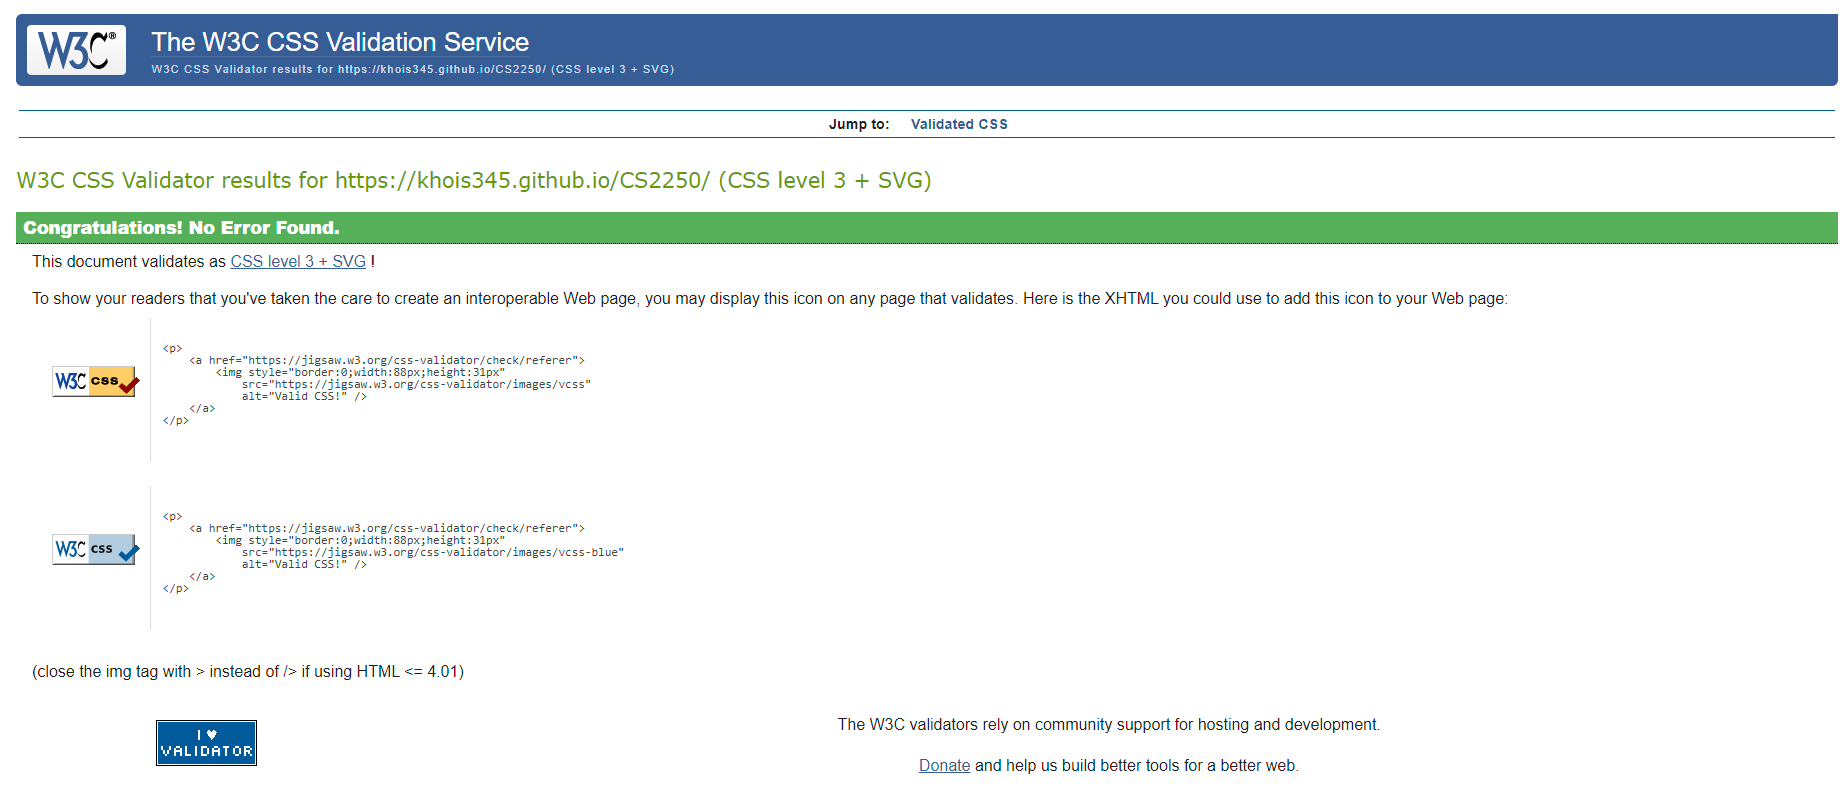 W3C®
The W3C CSS Validation Service
W3C CSS Validator results for https://khois345.github.io/CS2250/ (CSS level 3 + SVG)
Jump to: Validated CSS
W3C CSS Validator results for https://khois345.github.io/CS2250/ (CSS level 3 + SVG)
Congratulations! No Error Found.
This document validates as CSS level 3 + SVG !
To show your readers that you've taken the care to create an interoperable Web page, you may display this icon on any page that validates. Here is the XHTML you could use to add this icon to your Web page:
W3C css
<p>
<a href="https://jigsaw.w3.org/css-validator/check/referer">
<img style="border:0;width:88px;height:31px"
src="https://jigsaw.w3.org/css-validator/images/vcss"
alt="Valid CSS!" />
</a>
</p>
W3C css
<p>
<a href="https://jigsaw.w3.org/css-validator/check/referer">
<img style="border:0;width:88px;height:31px"
src="https://jigsaw.w3.org/css-validator/images/vcss-blue"
alt="Valid CSS!" />
</a>
</p>
(close the img tag with > instead of /> if using HTML <= 4.01)
I ♥
VALIDATOR
The W3C validators rely on community support for hosting and development.
Donate and help us build better tools for a better web.